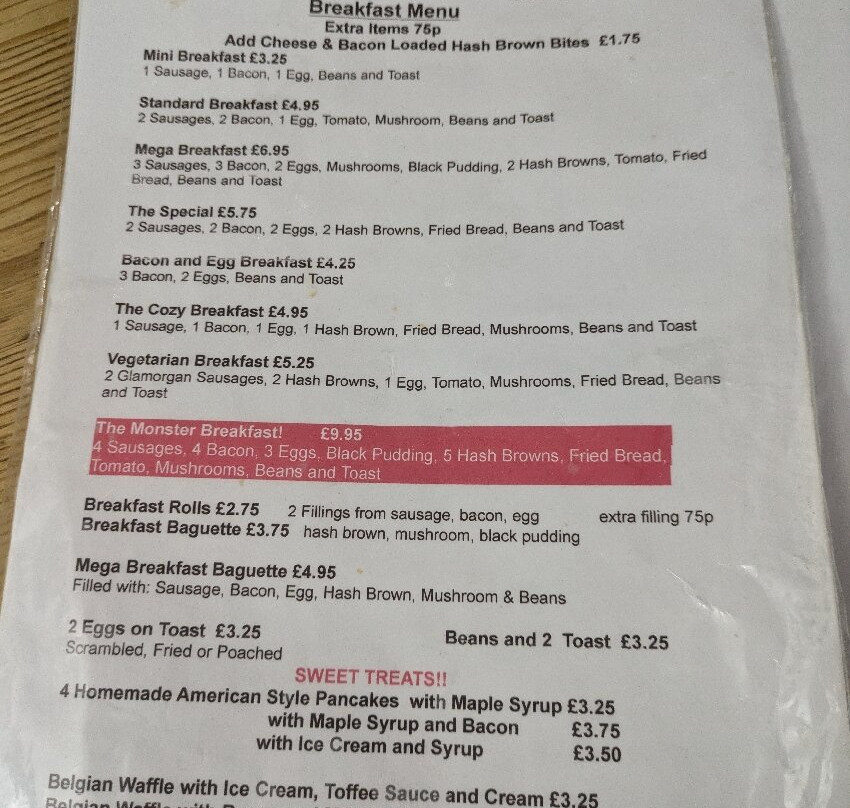 Breakfast Menu
Extra Items 75p
Add Cheese & Bacon Loaded Hash Brown Bites £1.75
Mini Breakfast £3.25
1 Sausage, 1 Bacon, 1 Egg, Beans and Toast
Standard Breakfast £4.95
2 Sausages, 2 Bacon, 1 Egg, Tomato, Mushroom, Beans and Toast
Mega Breakfast £6.95
3 Sausages, 3 Bacon, 2 Eggs, Mushrooms, Black Pudding, 2 Hash Browns, Tomato, Fried
Bread, Beans and Toast
The Special £5.75
2 Sausages, 2 Bacon, 2 Eggs, 2 Hash Browns, Fried Bread, Beans and Toast
Bacon and Egg Breakfast £4.25
3 Bacon, 2 Eggs, Beans and Toast
The Cozy Breakfast £4.95
1 Sausage, 1 Bacon, 1 Egg, 1 Hash Brown, Fried Bread, Mushrooms, Beans and Toast
Vegetarian Breakfast £5.25
2 Glamorgan Sausages, 2 Hash Browns, 1 Egg, Tomato, Mushrooms, Fried Bread, Beans
and Toast
The Monster Breakfast! £9.95
4 Sausages, 4 Bacon, 3 Eggs, Black Pudding, 5 Hash Browns, Fried Bread,
Tomato, Mushrooms, Beans and Toast
Breakfast Rolls £2.75 2 Fillings from sausage, bacon, egg extra filling 75p
Breakfast Baguette £3.75 hash brown, mushroom, black pudding
Mega Breakfast Baguette £4.95
Filled with: Sausage, Bacon, Egg, Hash Brown, Mushroom & Beans
2 Eggs on Toast £3.25 Beans and 2 Toast £3.25
Scrambled, Fried or Poached
SWEET TREATS!!
4 Homemade American Style Pancakes with Maple Syrup £3.25
with Maple Syrup and Bacon £3.75
with Ice Cream and Syrup £3.50
Belgian Waffle with Ice Cream, Toffee Sauce and Cream £3.25
Belgian Waffle with